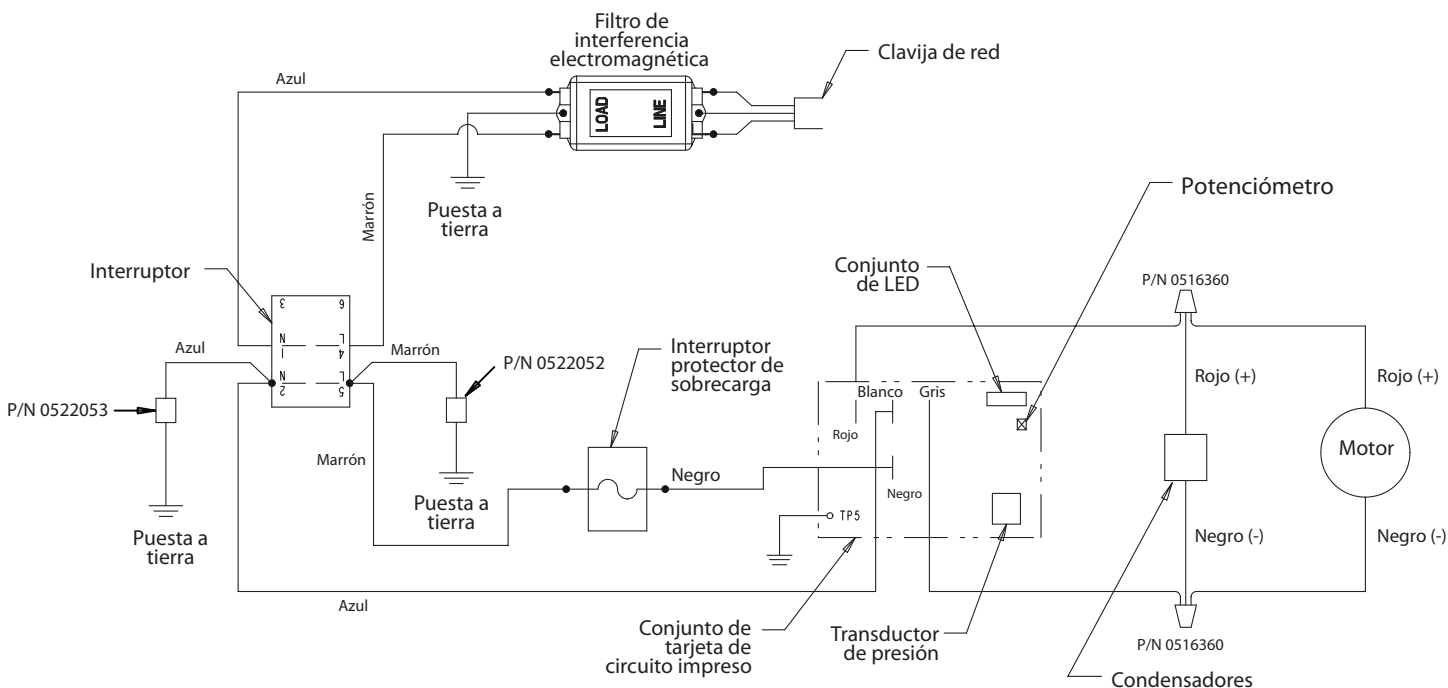 Filtro de
interferencia
electromagnética
Clavija de red
Azul
LOAD
LINE
Marrón
Puesta a
tierra
Potenciómetro
Interruptor
Conjunto
de LED
P/N 0516360
3
6
N
1
L
4
N
2
L
5
Azul
Marrón
P/N 0522052
Interruptor
protector de
sobrecarga
Rojo (+)
Rojo (+)
P/N 0522053
Blanco
Gris
Rojo
Motor
Marrón
Negro
Negro
Puesta a
tierra
TP5
Puesta a
tierra
Negro (-)
Negro (-)
Azul
Conjunto de
tarjeta de
circuito impreso
Transductor
de presión
P/N 0516360
Condensadores